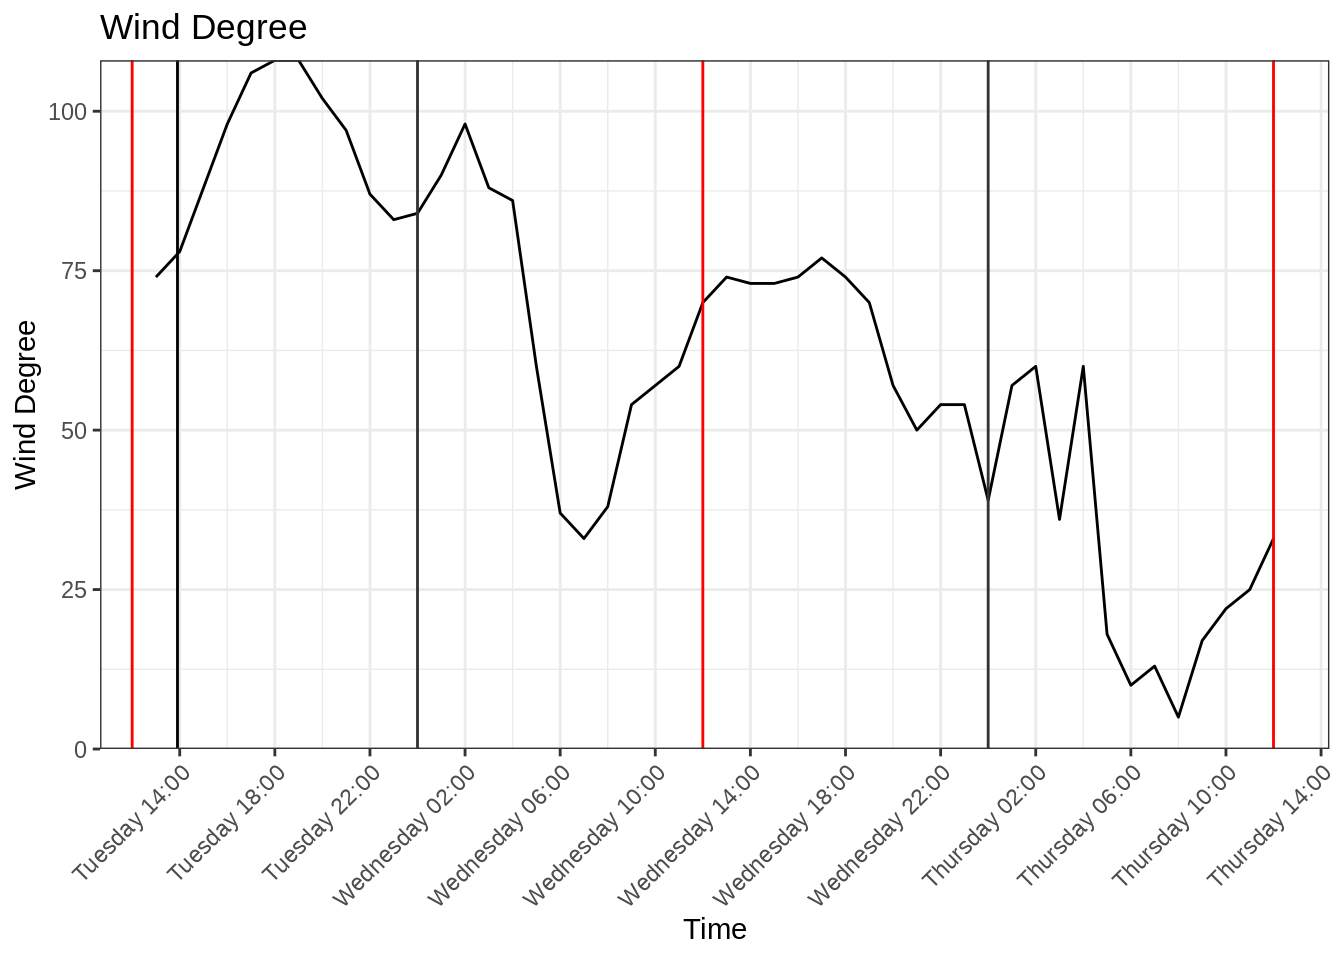 Wind Degree
Wind Degree
100
75
50
25
0
Tuesday 14:00
Tuesday 18:00
Tuesday 22:00
Wednesday 02:00
Wednesday 06:00
Wednesday 10:00
Wednesday 14:00
Wednesday 18:00
Wednesday 22:00
Thursday 02:00
Thursday 06:00
Thursday 10:00
Thursday 14:00
Time